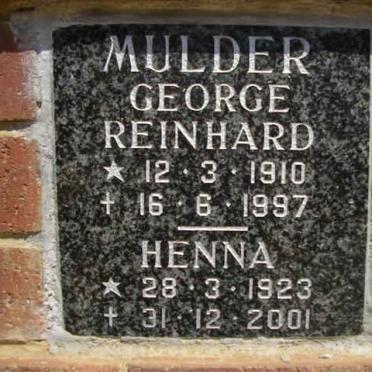 MULDER
GEORGE
REINHARD
★ 12·3·1910
† 16·6·1997
HENNA
★ 28·3·1923
† 31·12·2001